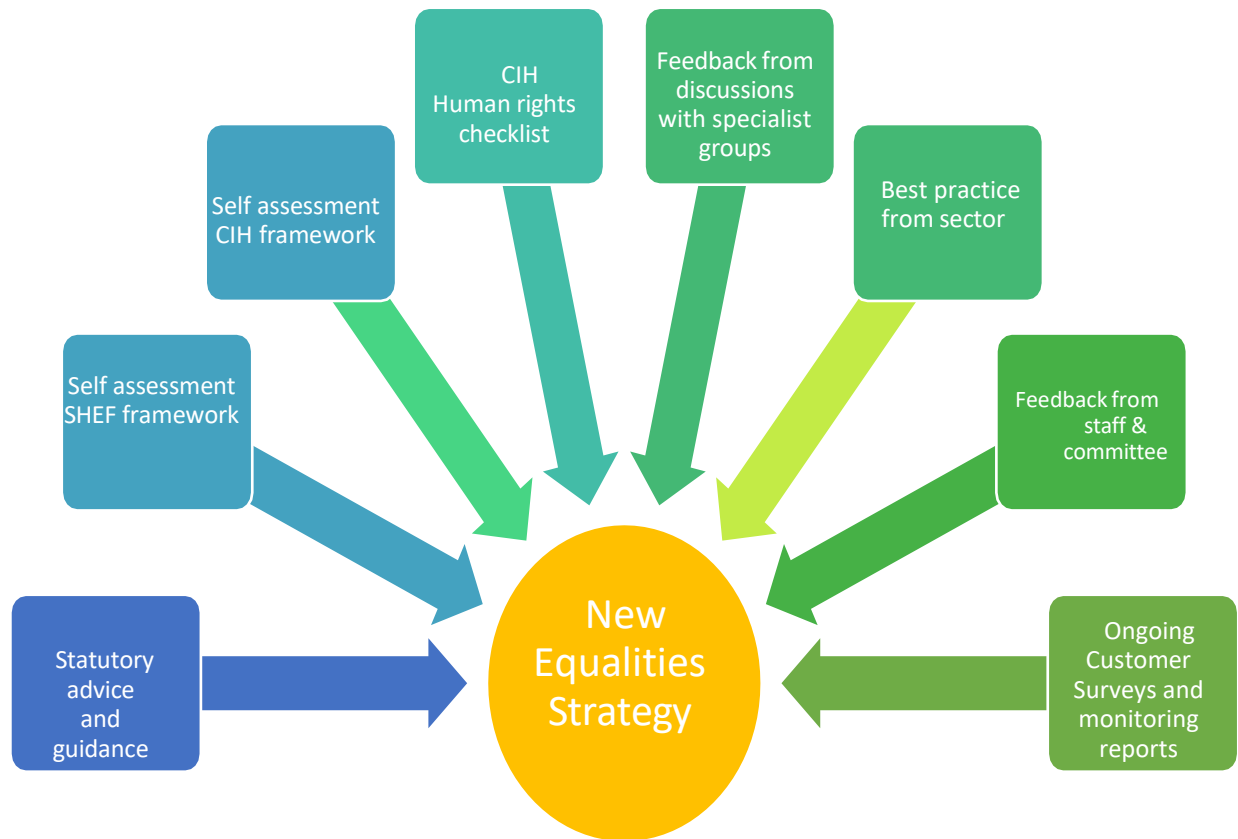 Statutory
advice
and
guidance
Self assessment
SHEF framework
Self assessment
CIH framework
CIH
Human rights
checklist
Feedback from
discussions
with specialist
groups
Best practice
from sector
Feedback from
staff &
committee
Ongoing
Customer
Surveys and
monitoring
reports
New
Equalities
Strategy